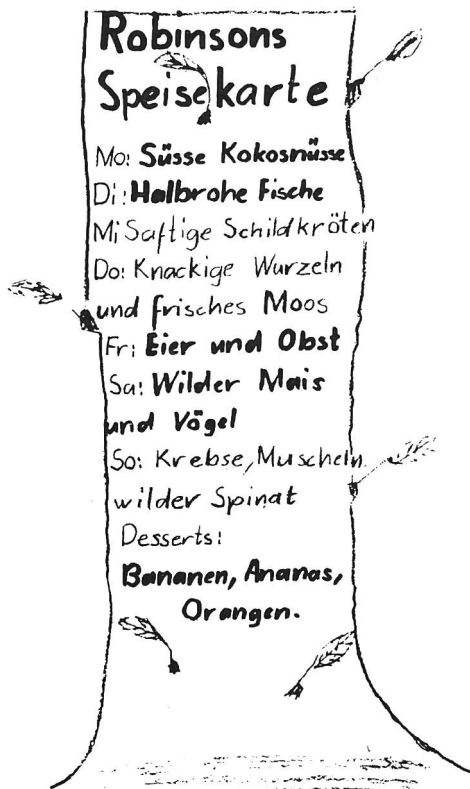 Robinsons
Speisekarte
Mo: Süsse Kokosnüsse
Di: Halbrohe Fische
Mi Saftige Schildkröten
Do: Knackige Wurzeln
und frisches Moos
Fr: Eier und Obst
Sa: Wilder Mais
und Vögel
So: Krebse, Muscheln
wilder Spinat
Desserts:
Bananen, Ananas,
Orangen.